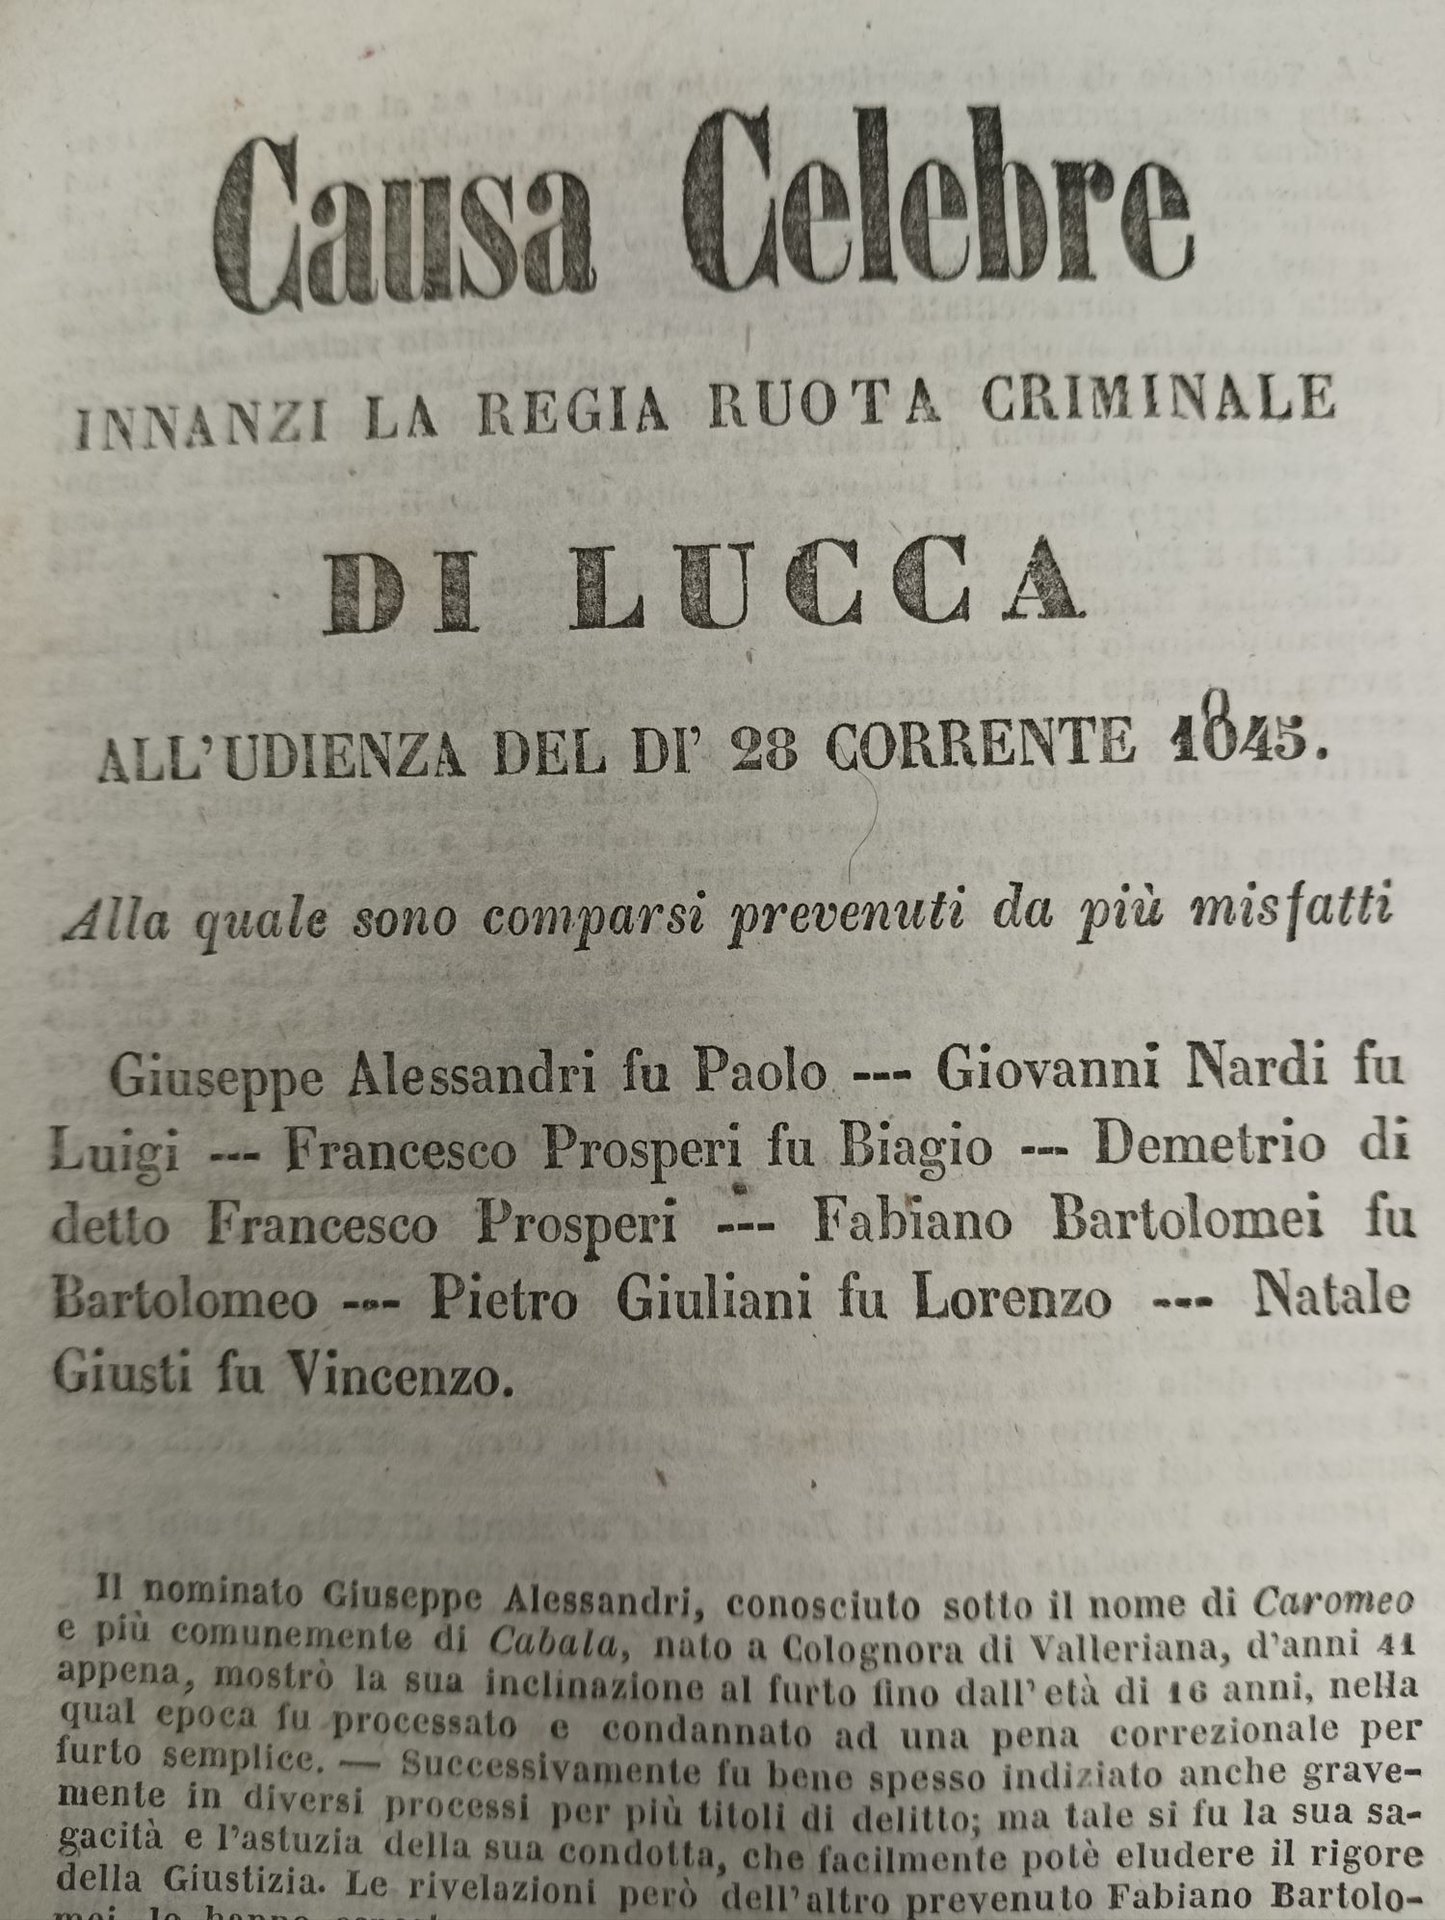 Causa Celebre
INNANZI LA REGIA RUOTA CRIMINALE
DI LUCCA
ALL'UDIENZA DEL DI' 28 CORRENTE 1845.
Alla quale sono comparsi prevenuti da più misfatti
Giuseppe Alessandri fu Paolo --- Giovanni Nardi fu
Luigi --- Francesco Prosperi fu Biagio --- Demetrio di
detto Francesco Prosperi --- Fabiano Bartolomei fu
Bartolomeo --- Pietro Giuliani fu Lorenzo --- Natale
Giusti fu Vincenzo.
Il nominato Giuseppe Alessandri, conosciuto sotto il nome di Caromeo
e più comunemente di Cabala, nato a Colognora di Valleriana, d'anni 41
appena, mostrò la sua inclinazione al furto fino dall'età di 16 anni, nella
qual epoca fu processato e condannato ad una pena correzionale per
furto semplice. — Successivamente fu bene spesso indiziato anche grave-
mente in diversi processi per più titoli di delitto; ma tale si fu la sua sa-
gacità e l'astuzia della sua condotta, che facilmente potè eludere il rigore
della Giustizia. Le rivelazioni però dell'altro prevenuto Fabiano Bartolo-
mei, lo hanno